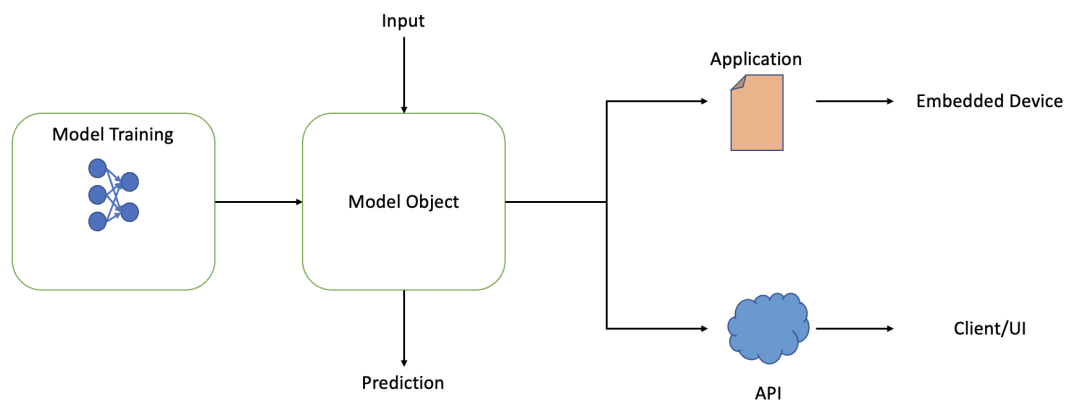 Input
Application
Embedded Device
Model Training
Model Object
Client/UI
Prediction
API